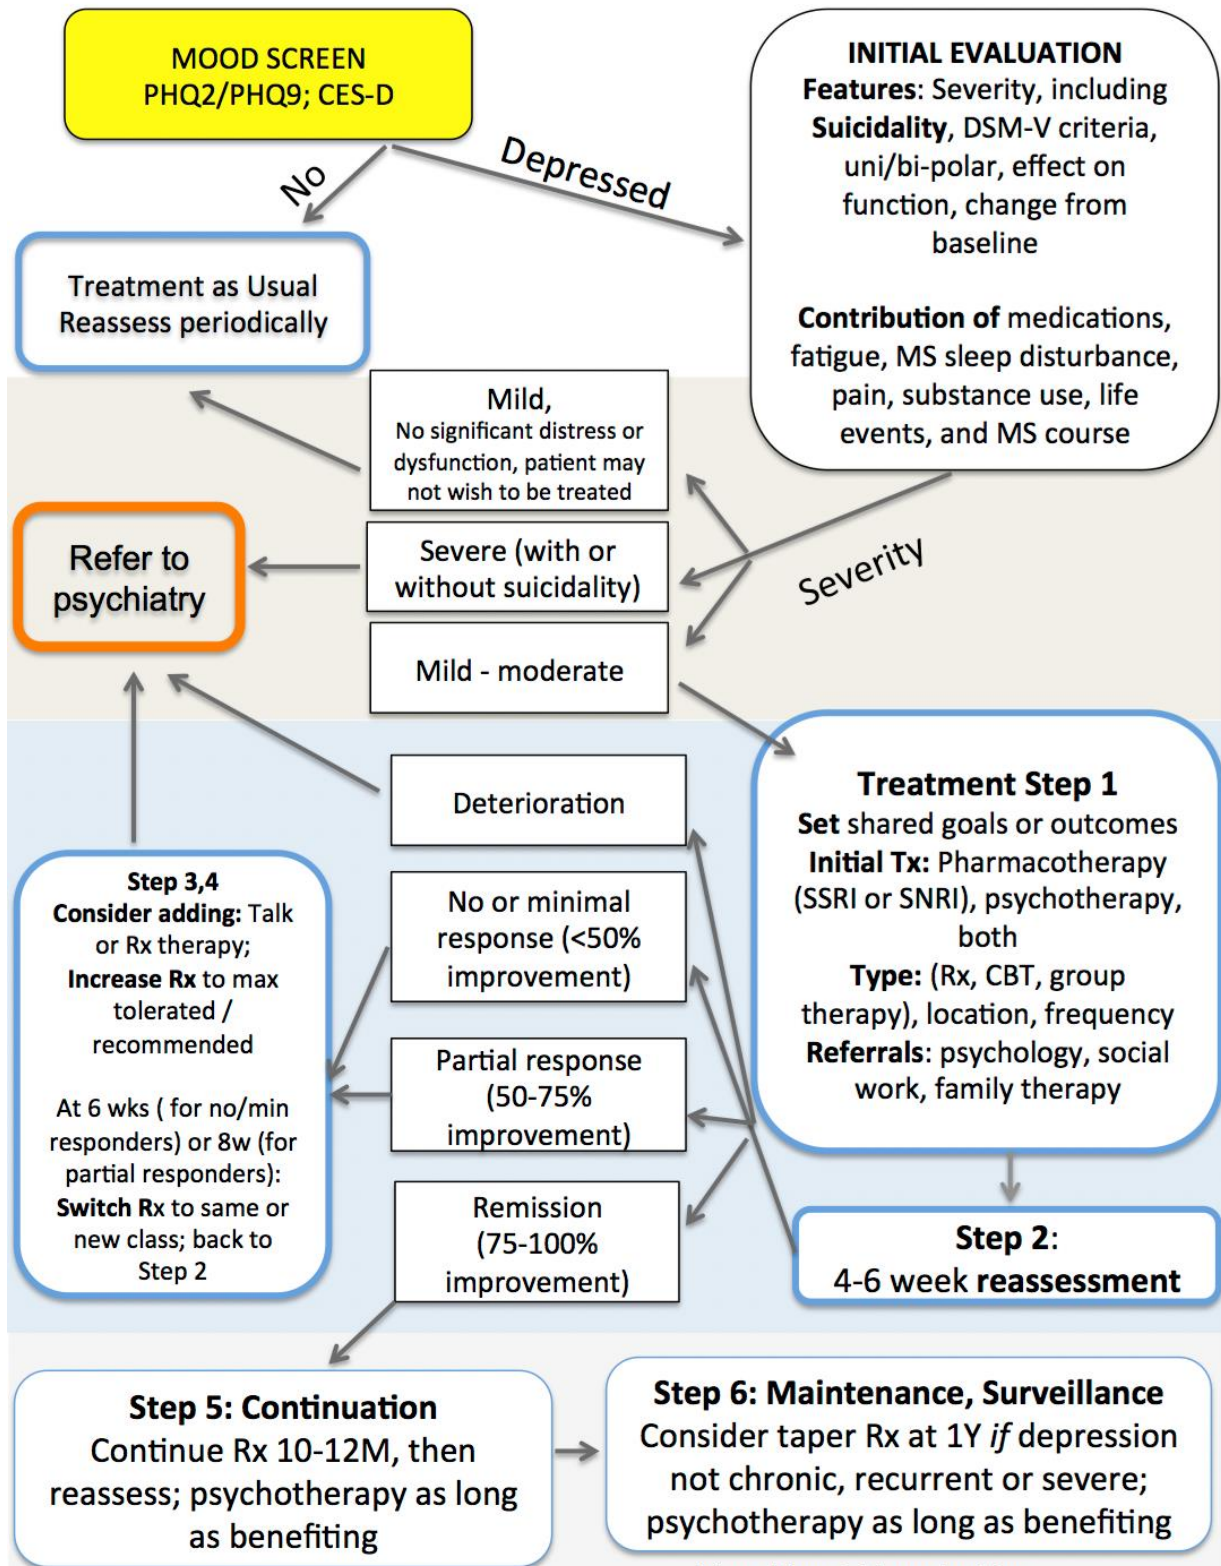 MOOD SCREEN
PHQ2/PHQ9; CES-D
No
Depressed
INITIAL EVALUATION
Features: Severity, including
Suicidality, DSM-V criteria,
uni/bi-polar, effect on
function, change from
baseline
Contribution of medications,
fatigue, MS sleep disturbance,
pain, substance use, life
events, and MS course
Treatment as Usual
Reassess periodically
Mild,
No significant distress or
dysfunction, patient may
not wish to be treated
Severe (with or
without suicidality)
Mild - moderate
Severity
Refer to
psychiatry
Treatment Step 1
Set shared goals or outcomes
Initial Tx: Pharmacotherapy
(SSRI or SNRI), psychotherapy,
both
Type: (Rx, CBT, group
therapy), location, frequency
Referrals: psychology, social
work, family therapy
Step 2:
4-6 week reassessment
Deterioration
No or minimal
response (<50%
improvement)
Partial response
(50-75%
improvement)
Remission
(75-100%
improvement)
Step 3,4
Consider adding: Talk
or Rx therapy;
Increase Rx to max
tolerated /
recommended
At 6 wks ( for no/min
responders) or 8w (for
partial responders):
Switch Rx to same or
new class; back to
Step 2
Step 5: Continuation
Continue Rx 10-12M, then
reassess; psychotherapy as long
as benefiting
Step 6: Maintenance, Surveillance
Consider taper Rx at 1Y if depression
not chronic, recurrent or severe;
psychotherapy as long as benefiting